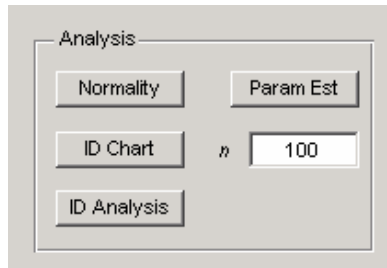 Analysis
Normality Param Est
ID Chart n 100
ID Analysis